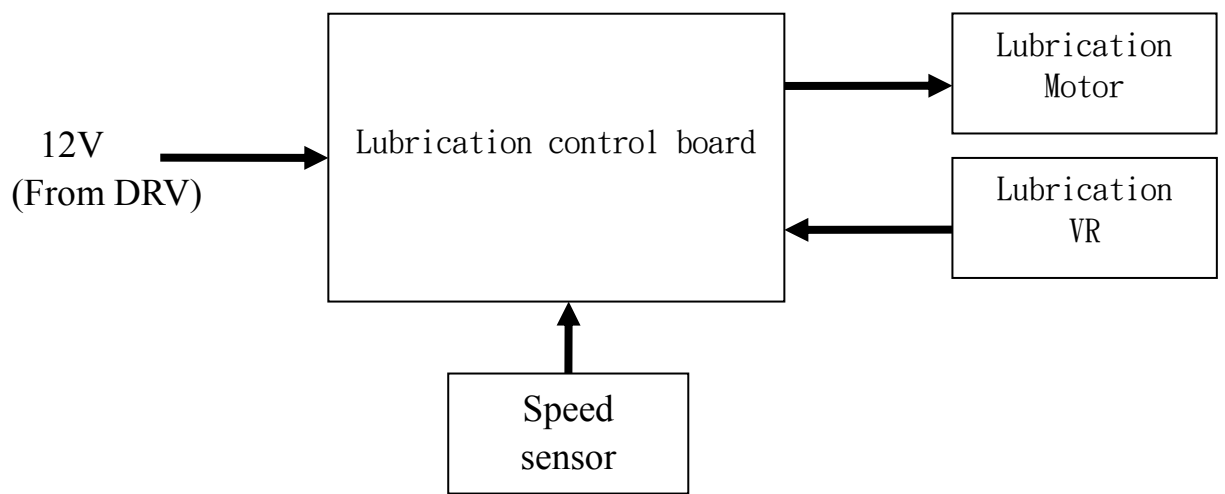 12V
(From DRV)
Lubrication control board
Lubrication
Motor
Lubrication
VR
Speed
sensor